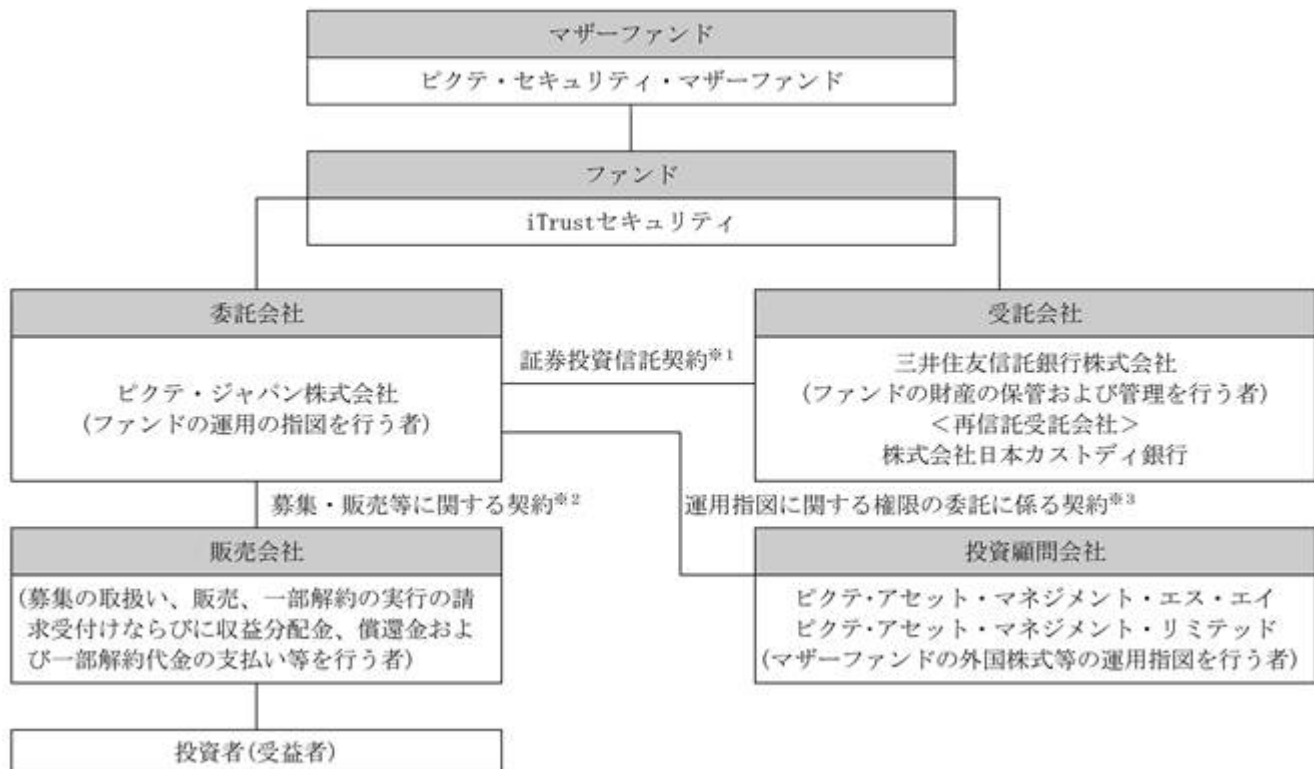 マザーファンド
ピクテ・セキュリティ・マザーファンド
ファンド
iTrustセキュリティ
委託会社
ピクテ・ジャパン株式会社
(ファンドの運用の指図を行う者)
証券投資信託契約※1
受託会社
三井住友信託銀行株式会社
(ファンドの財産の保管および管理を行う者)
＜再信託受託会社＞
株式会社日本カストディ銀行
募集・販売等に関する契約※2
運用指図に関する権限の委託に係る契約※3
販売会社
(募集の取扱い、販売、一部解約の実行の請
求受付けならびに収益分配金、償還金およ
び一部解約代金の支払い等を行う者)
投資顧問会社
ピクテ・アセット・マネジメント・エス・エイ
ピクテ・アセット・マネジメント・リミテッド
(マザーファンドの外国株式等の運用指図を行う者)
投資者(受益者)